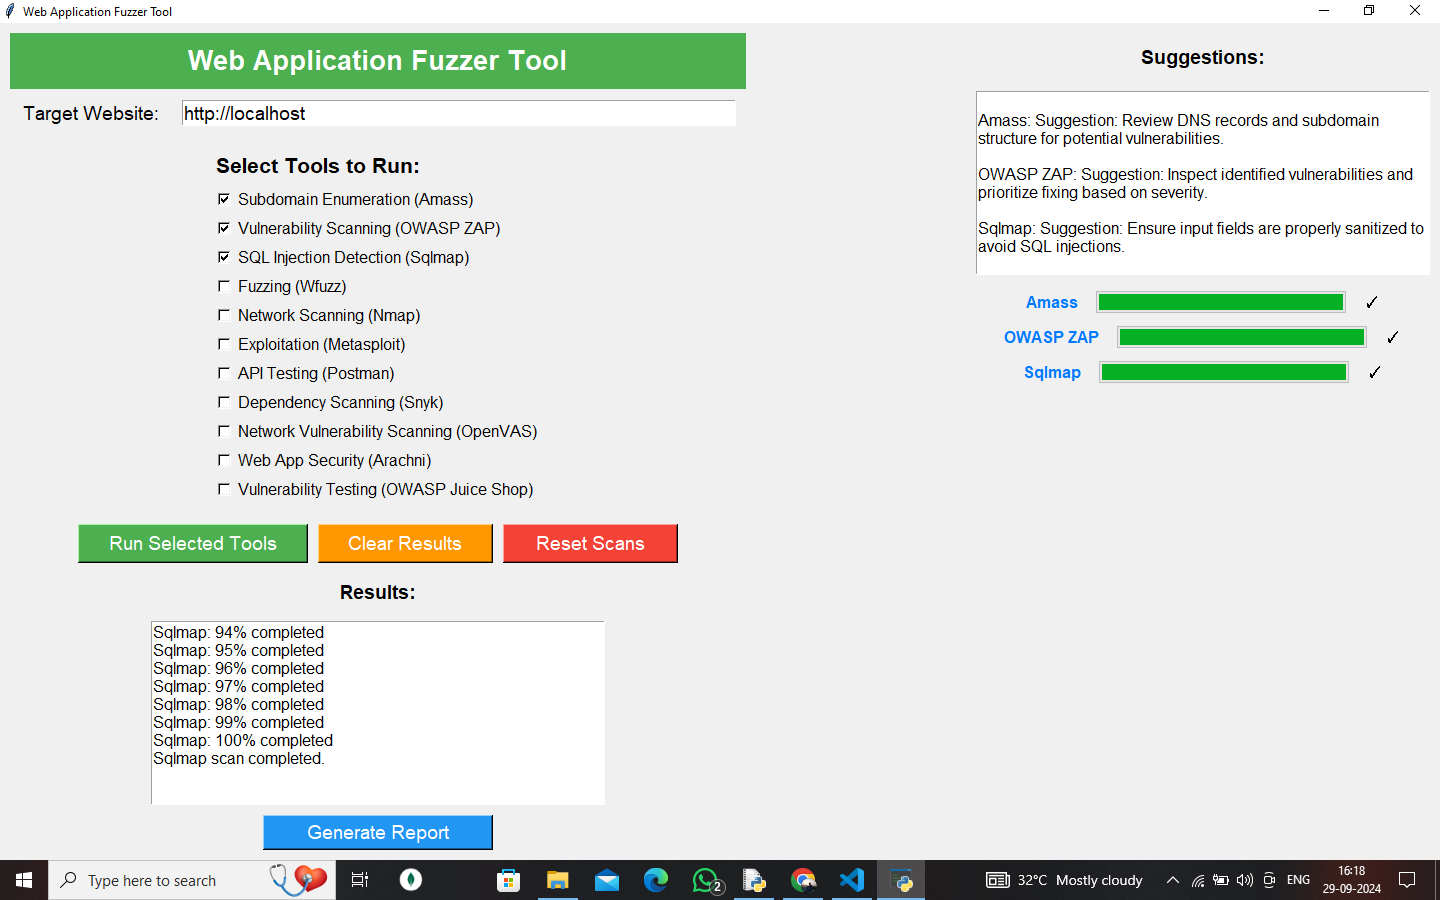 Web Application Fuzzer Tool
Web Application Fuzzer Tool
Target Website: http://localhost
Select Tools to Run:
Subdomain Enumeration (Amass)
Vulnerability Scanning (OWASP ZAP)
SQL Injection Detection (Sqlmap)
Fuzzing (Wfuzz)
Network Scanning (Nmap)
Exploitation (Metasploit)
API Testing (Postman)
Dependency Scanning (Snyk)
Network Vulnerability Scanning (OpenVAS)
Web App Security (Arachni)
Vulnerability Testing (OWASP Juice Shop)
Run Selected Tools
Clear Results
Reset Scans
Results:
Sqlmap: 94% completed
Sqlmap: 95% completed
Sqlmap: 96% completed
Sqlmap: 97% completed
Sqlmap: 98% completed
Sqlmap: 99% completed
Sqlmap: 100% completed
Sqlmap scan completed.
Generate Report
Suggestions:
Amass: Suggestion: Review DNS records and subdomain
structure for potential vulnerabilities.
OWASP ZAP: Suggestion: Inspect identified vulnerabilities and
prioritize fixing based on severity.
Sqlmap: Suggestion: Ensure input fields are properly sanitized to
avoid SQL injections.
Amass ✓
OWASP ZAP ✓
Sqlmap ✓
Type here to search
2
32°C Mostly cloudy
ENG
16:18
29-09-2024